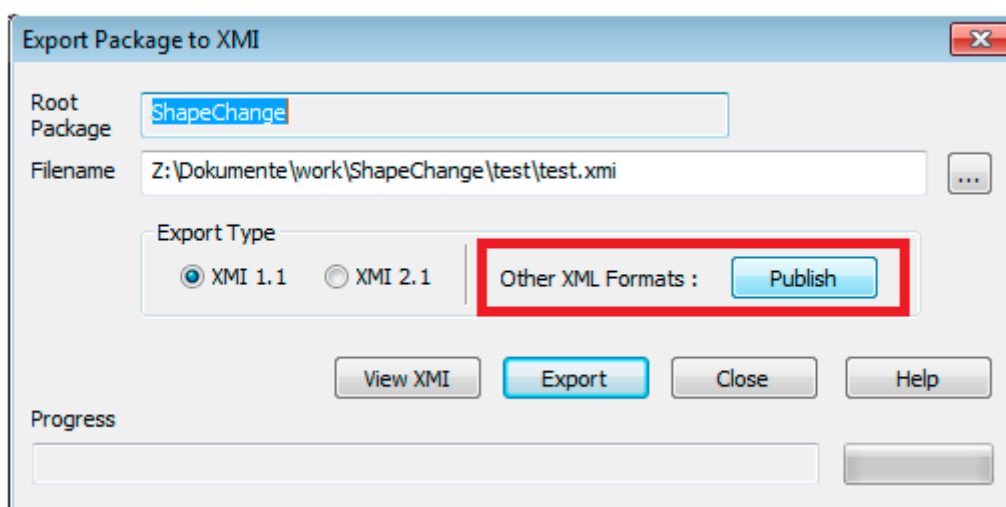 Export Package to XMI
Root
Package
ShapeChange
Filename
Z:\Dokumente\work\ShapeChange\test\test.xmi
...
Export Type
XMI 1.1
XMI 2.1
Other XML Formats :
Publish
View XMI
Export
Close
Help
Progress